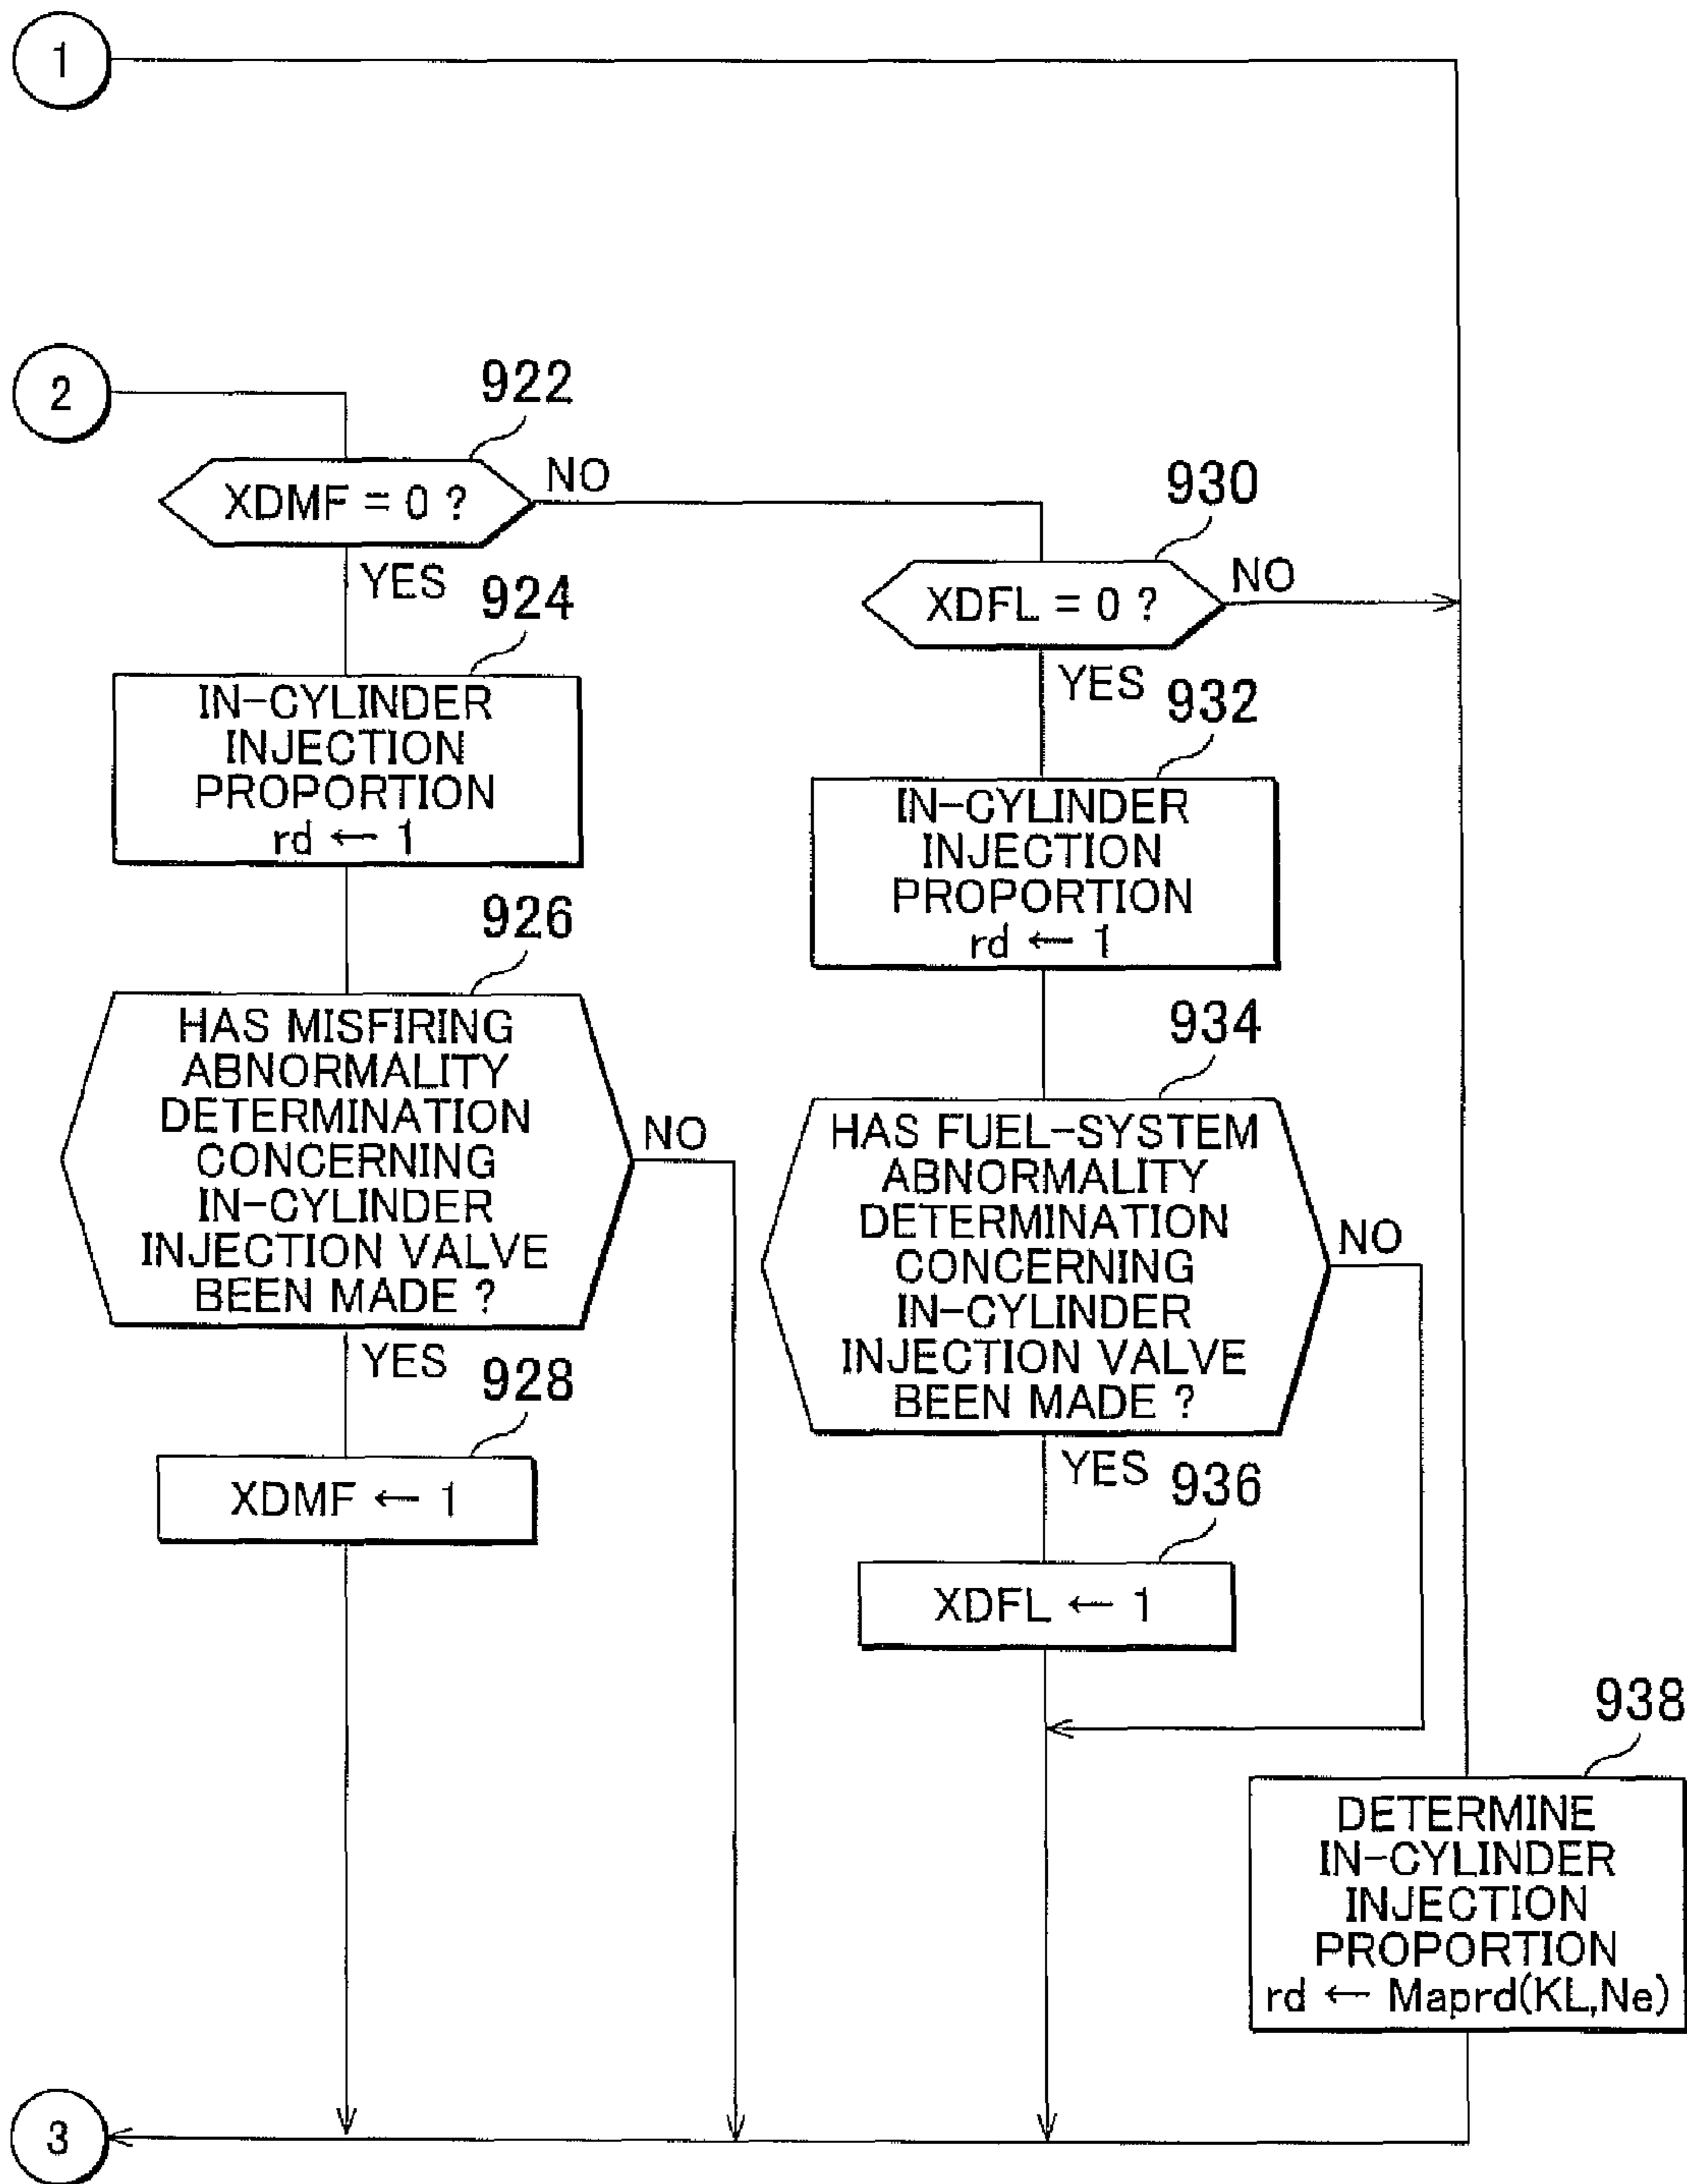 1
2
922
XDMF = 0 ?
NO
YES
924
IN-CYLINDER
INJECTION
PROPORTION
rd ← 1
926
HAS MISFIRING
ABNORMALITY
DETERMINATION
CONCERNING
IN-CYLINDER
INJECTION VALVE
BEEN MADE ?
NO
YES
928
XDMF ← 1
930
XDFL = 0 ?
NO
YES
932
IN-CYLINDER
INJECTION
PROPORTION
rd ← 1
934
HAS FUEL-SYSTEM
ABNORMALITY
DETERMINATION
CONCERNING
IN-CYLINDER
INJECTION VALVE
BEEN MADE ?
NO
YES
936
XDFL ← 1
938
DETERMINE
IN-CYLINDER
INJECTION
PROPORTION
rd ← Maprd(KL,Ne)
3